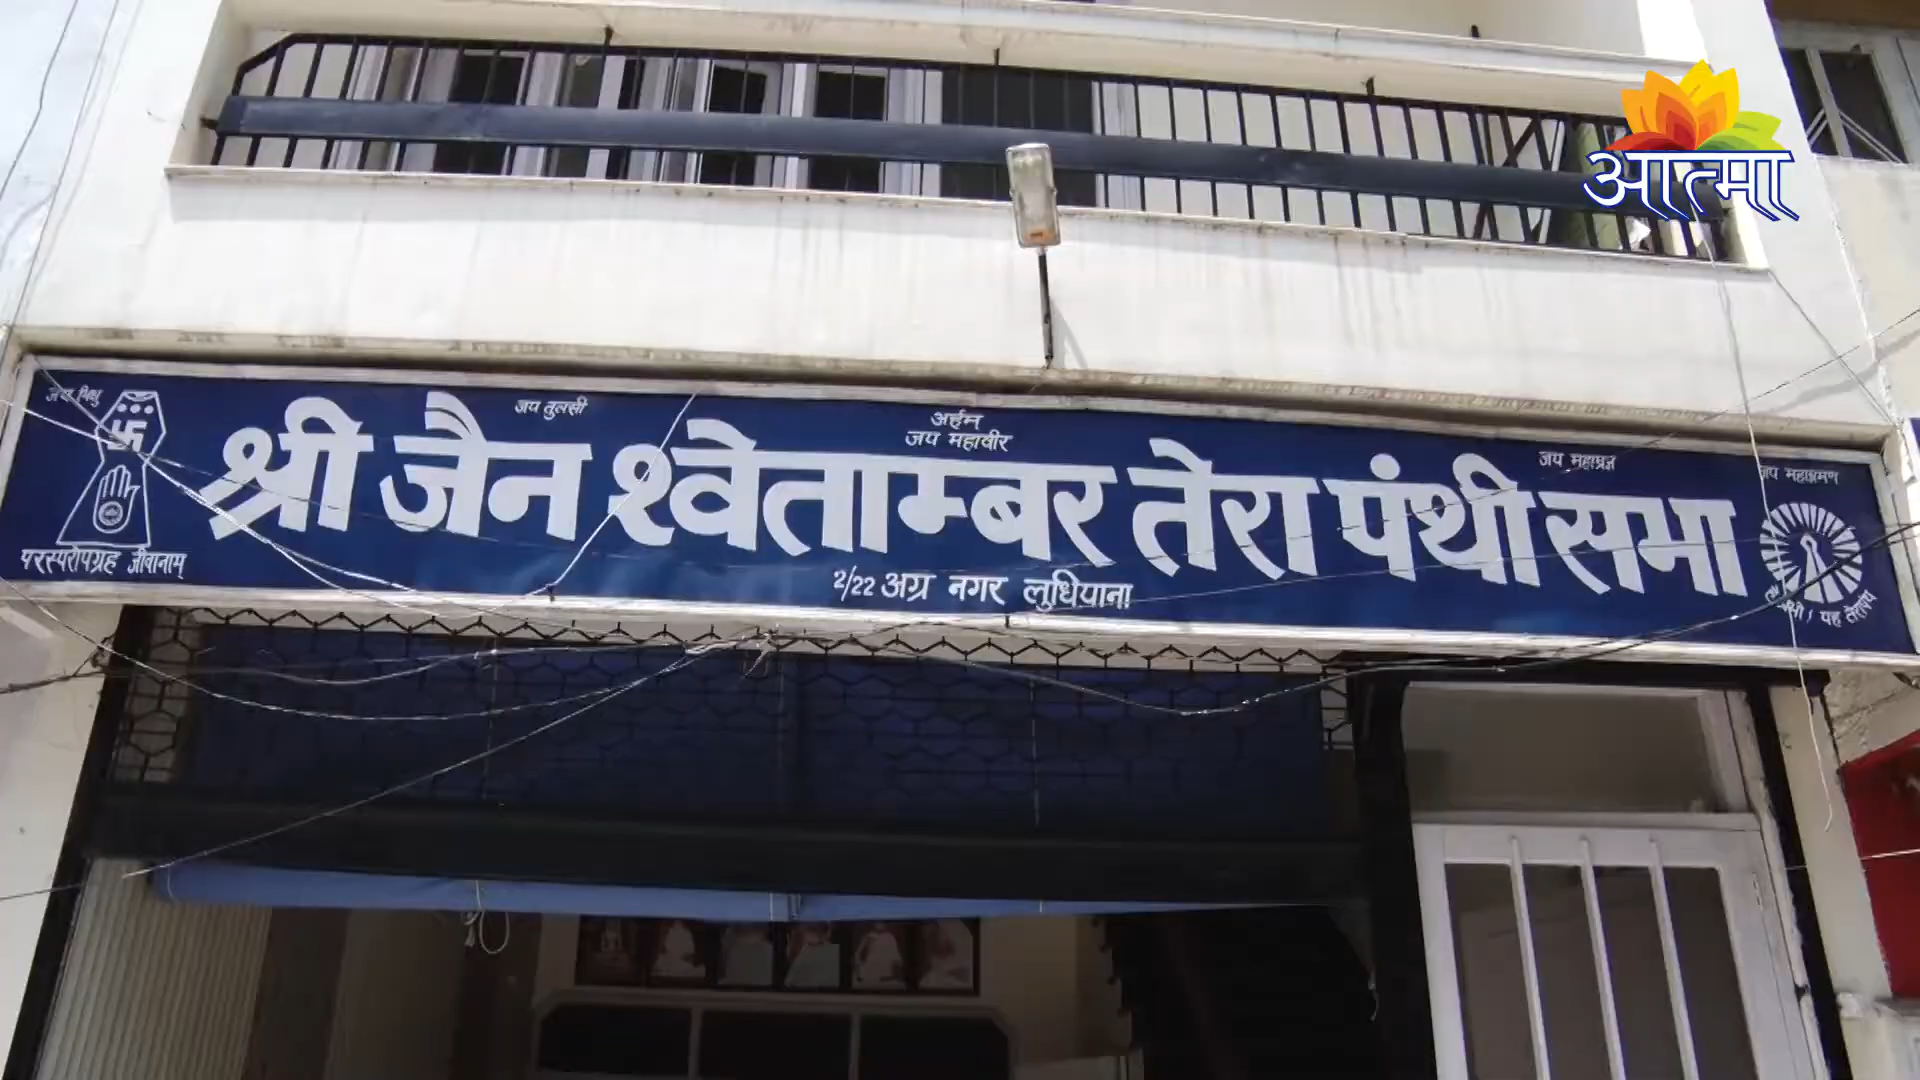 आत्मा
जय भिक्षु
जय तुलसी
अर्हम
जय महावीर
जय महाप्रज्ञ
जय महाश्रमण
श्री जैन श्वेताम्बर तेरा पंथी सभा
परस्परोपग्रह जीवानाम्
2/22 अग्र नगर लुधियाना
यह तेरापंथ